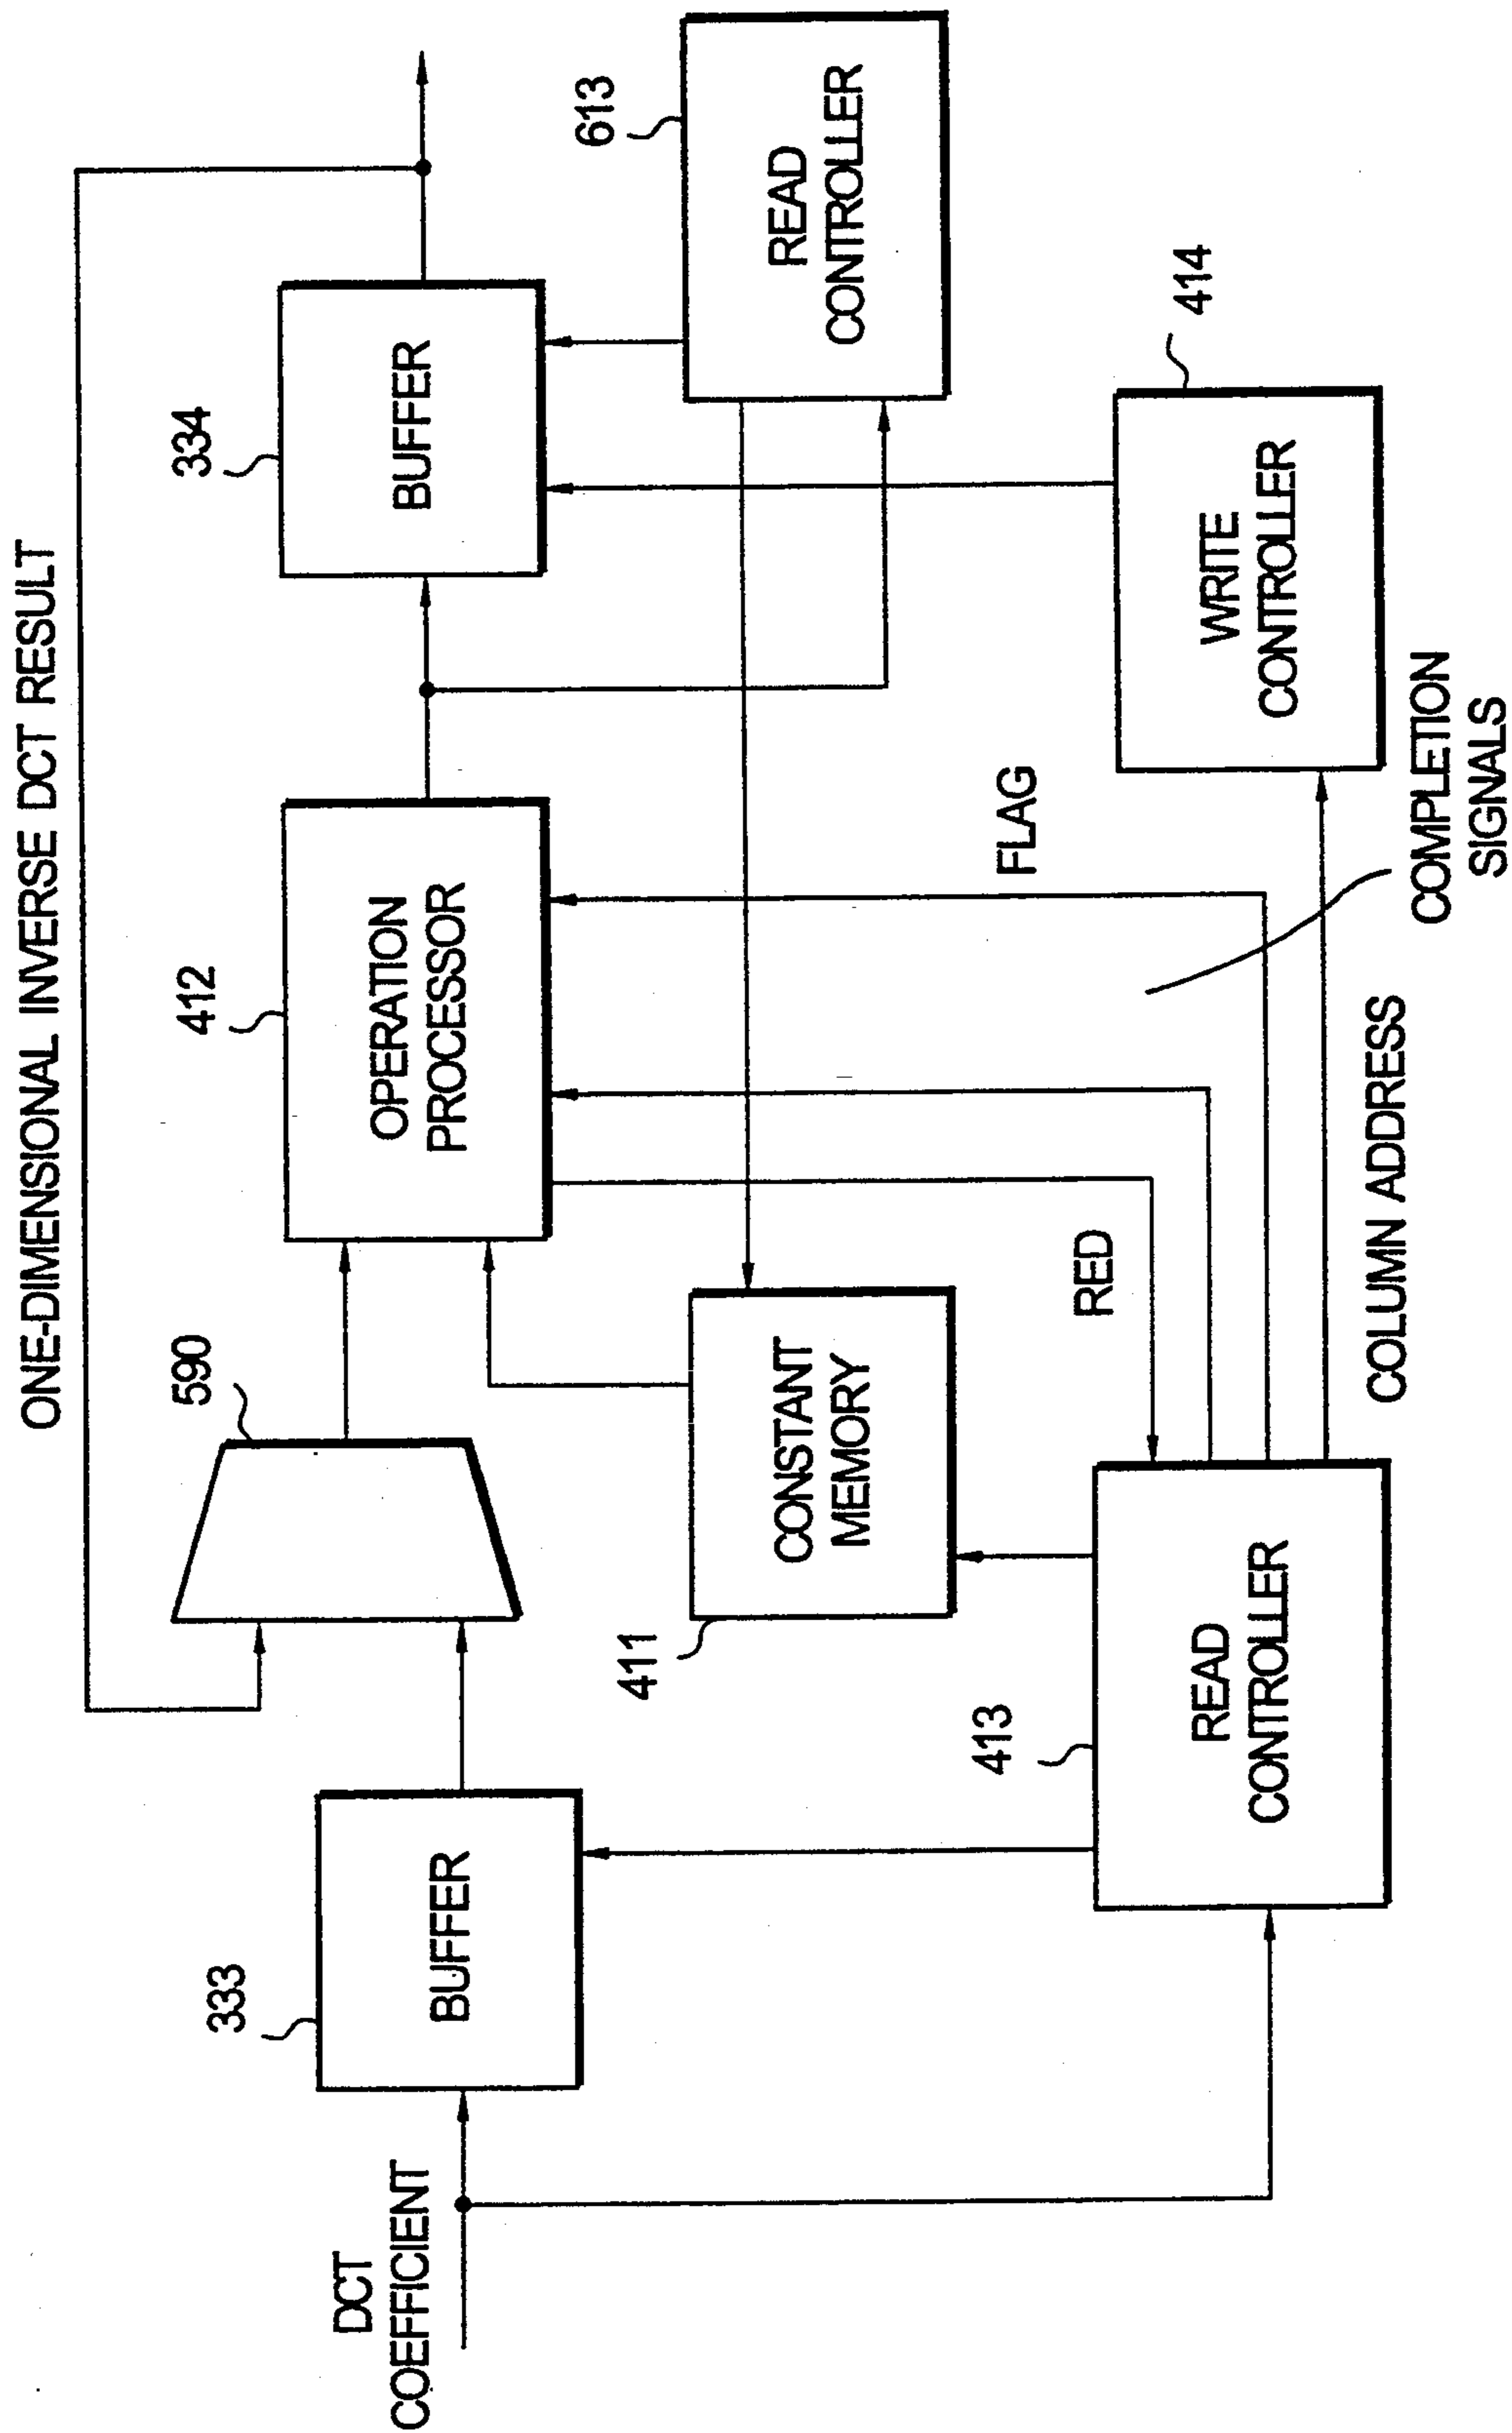 ONE-DIMENSIONAL INVERSE DCT RESULT
590
412
334
333
BUFFER
OPERATION
PROCESSOR
BUFFER
DCT
COEFFICIENT
411
CONSTANT
MEMORY
613
READ
CONTROLLER
413
READ
CONTROLLER
RED
FLAG
414
WRITE
CONTROLLER
COLUMN ADDRESS
COMPLETION
SIGNALS